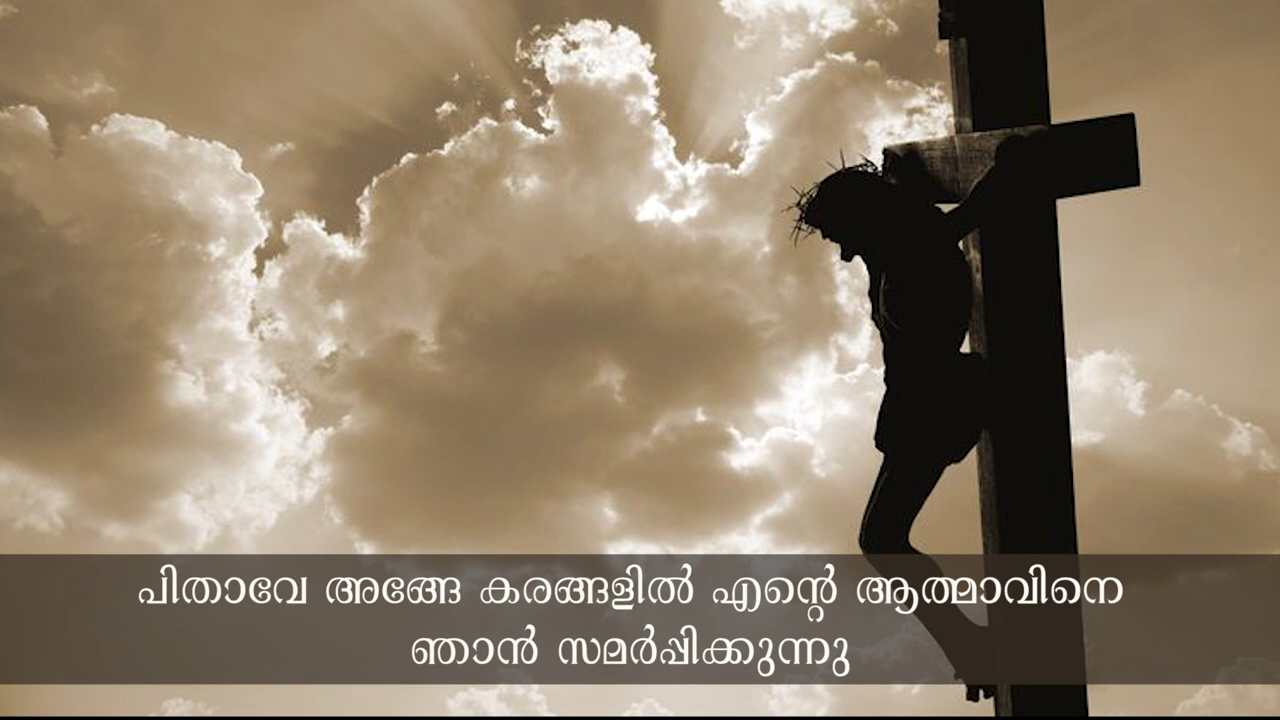 പിതാവേ അങ്ങേ കരങ്ങളിൽ എന്റെ ആത്മാവിനെ
ഞാൻ സമർപ്പിക്കുന്നു